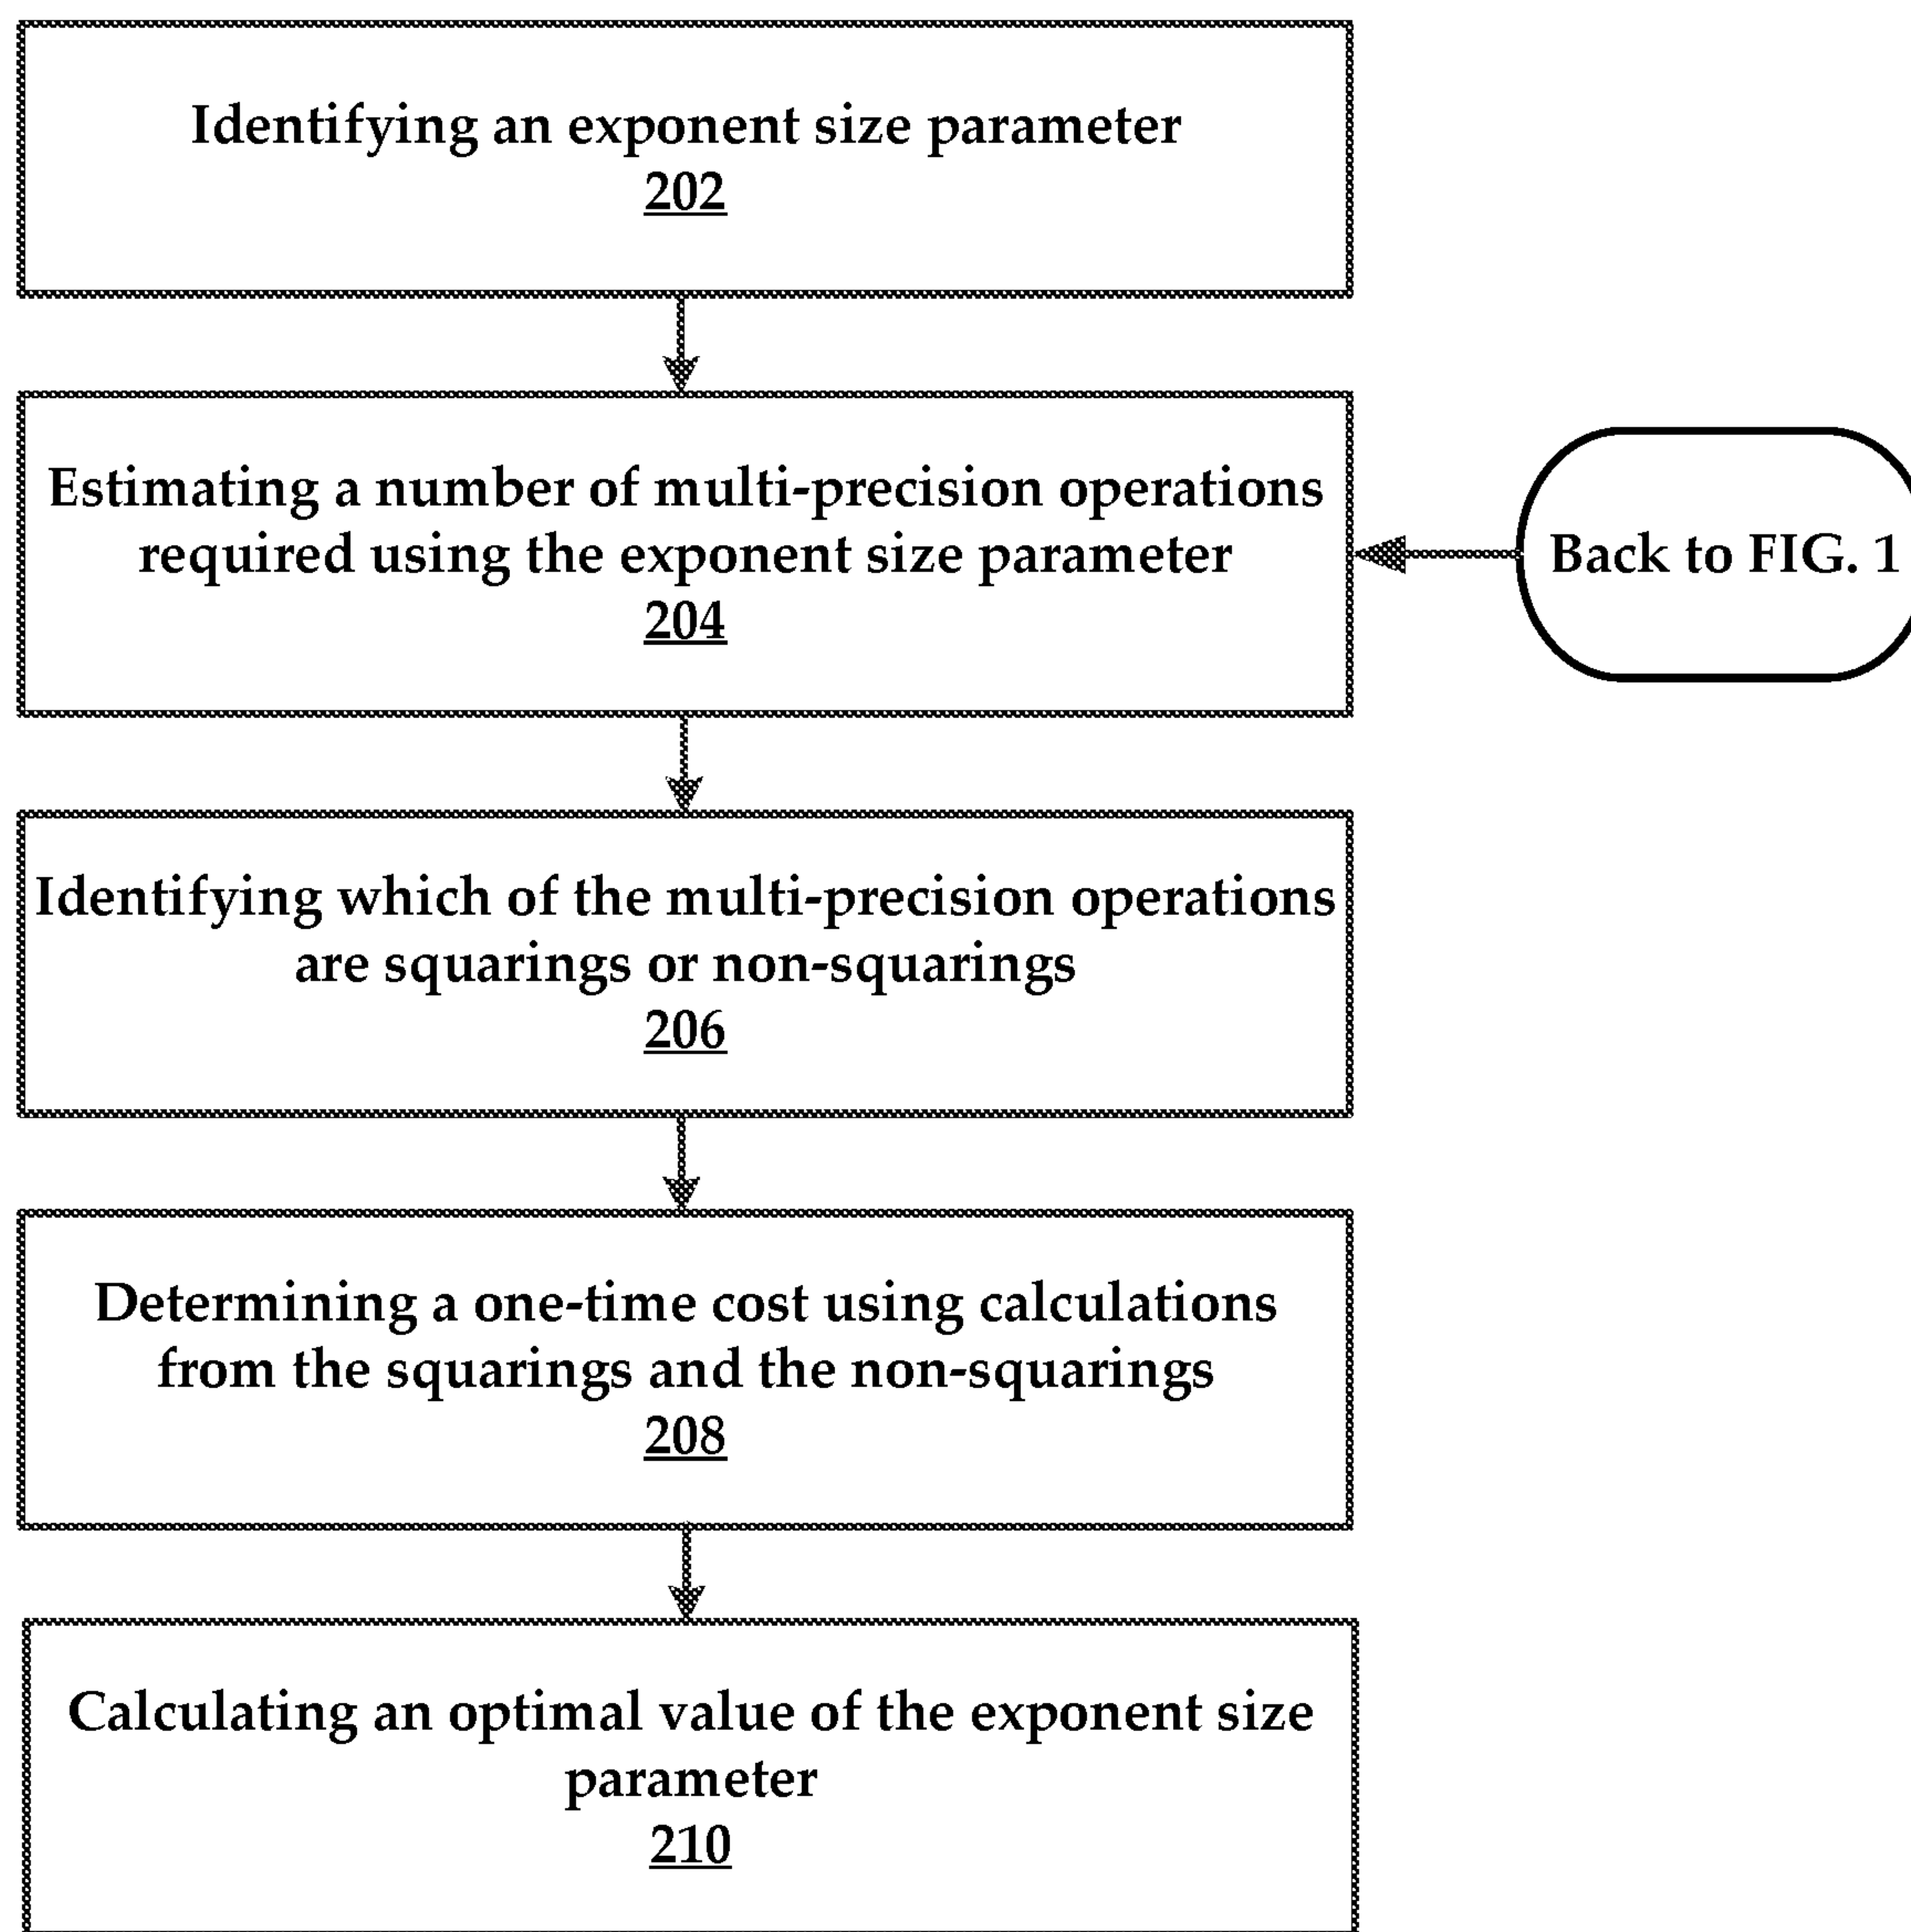 Identifying an exponent size parameter
202
Estimating a number of multi-precision operations
required using the exponent size parameter
204
Back to FIG. 1
Identifying which of the multi-precision operations
are squarings or non-squarings
206
Determining a one-time cost using calculations
from the squarings and the non-squarings
208
Calculating an optimal value of the exponent size
parameter
210